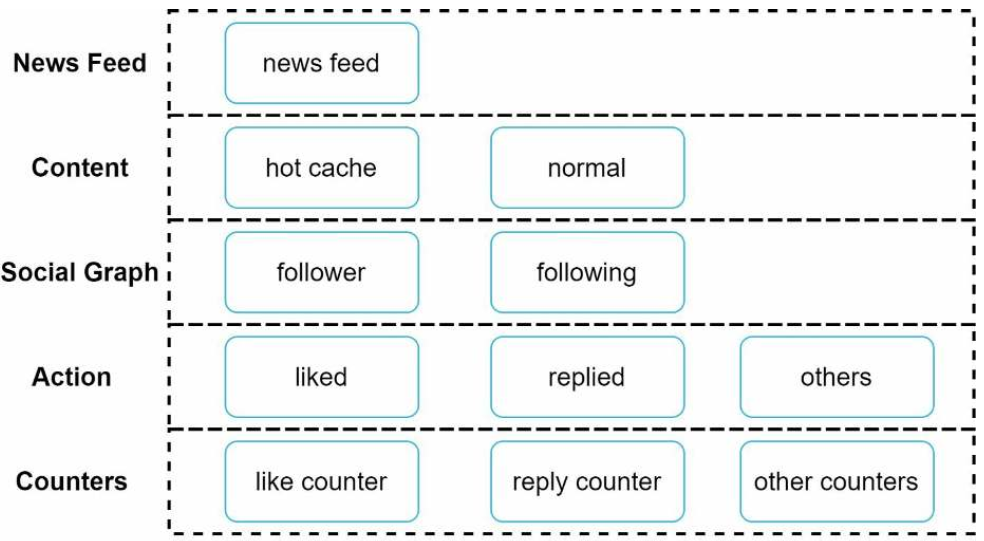 News Feed
news feed
Content
hot cache
normal
Social Graph
follower
following
Action
liked
replied
others
Counters
like counter
reply counter
other counters